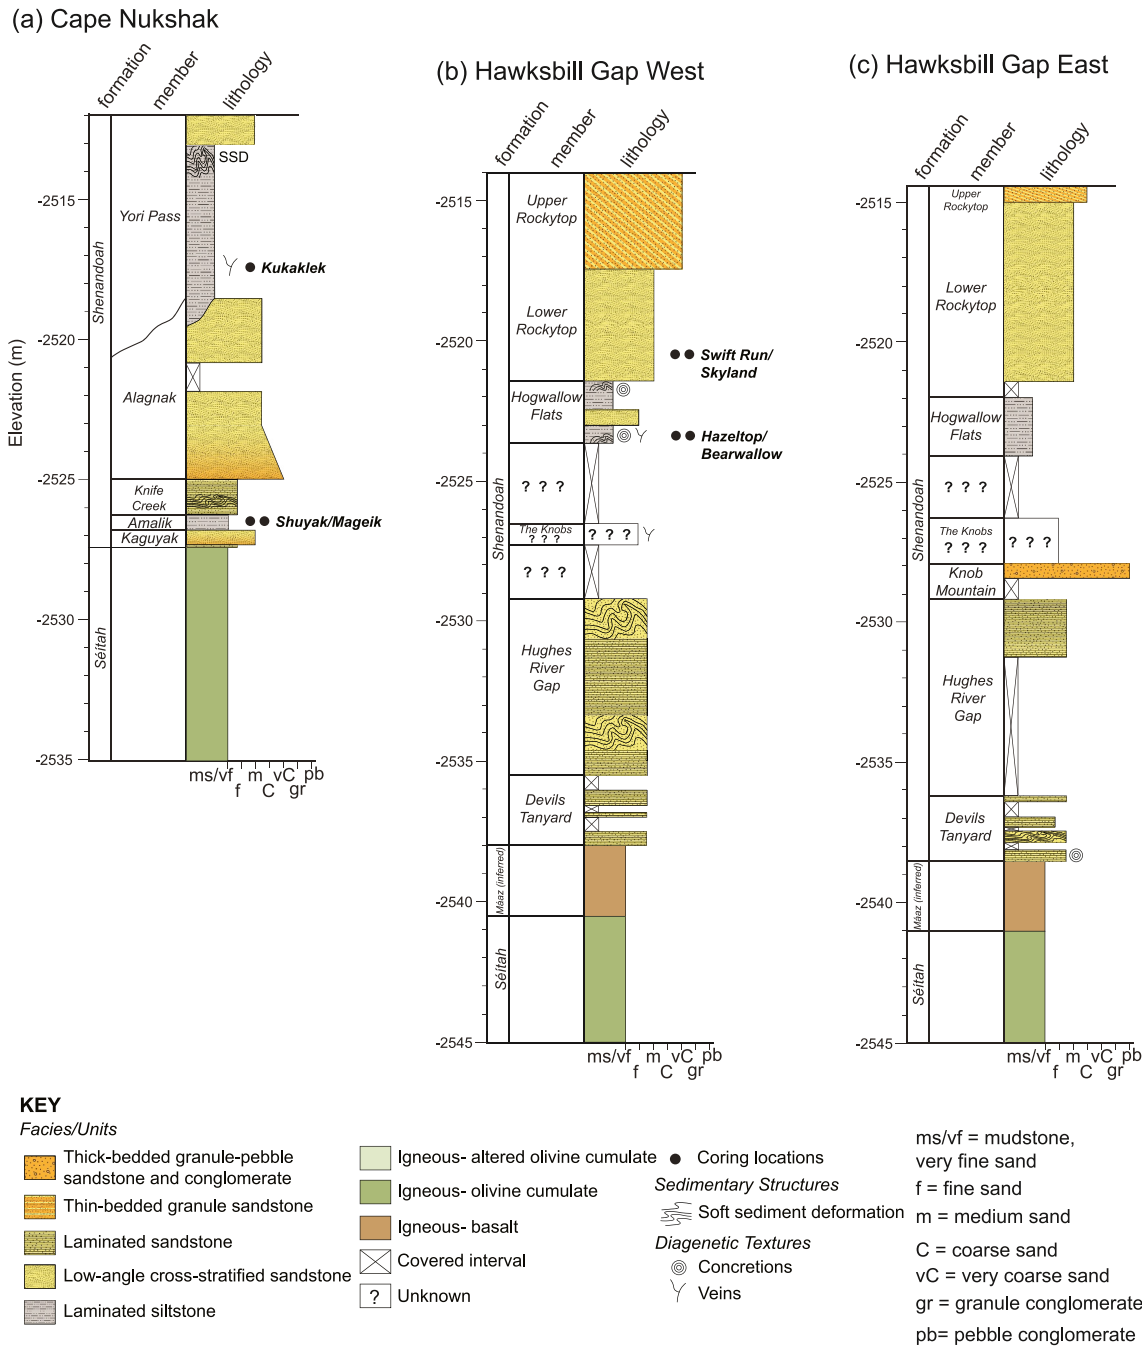 (a) Cape Nukshak
formation
member
lithology
Elevation (m)
-2515
-2520
-2525
-2530
-2535
Shenandoah
Séítah
Yori Pass
Alagnak
Knife
Creek
Amalik
Kaguyak
SSD
Kukaklek
Shuyak/Mageik
ms/vf
f
m
C
vC
gr
pb
(b) Hawksbill Gap West
formation
member
lithology
-2515
-2520
-2525
-2530
-2535
-2540
-2545
Shenandoah
Máaz (inferred)
Séítah
Upper
Rockytop
Lower
Rockytop
Hogwallow
Flats
? ? ?
The Knobs
? ? ?
? ? ?
? ? ?
Hughes
River
Gap
Devils
Tanyard
Swift Run/
Skyland
Hazeltop/
Bearwallow
ms/vf
f
m
C
vC
gr
pb
(c) Hawksbill Gap East
formation
member
lithology
-2515
-2520
-2525
-2530
-2535
-2540
-2545
Shenandoah
Máaz (inferred)
Séítah
Upper
Rockytop
Lower
Rockytop
Hogwallow
Flats
? ? ?
The Knobs
? ? ?
? ? ?
Knob
Mountain
Hughes
River
Gap
Devils
Tanyard
ms/vf
f
m
C
vC
gr
pb
KEY
Facies/Units
Thick-bedded granule-pebble
sandstone and conglomerate
Thin-bedded granule sandstone
Laminated sandstone
Low-angle cross-stratified sandstone
Laminated siltstone
Igneous- altered olivine cumulate
Igneous- olivine cumulate
Igneous- basalt
Covered interval
? Unknown
Coring locations
Sedimentary Structures
Soft sediment deformation
Diagenetic Textures
Concretions
Veins
ms/vf = mudstone,
very fine sand
f = fine sand
m = medium sand
C = coarse sand
vC = very coarse sand
gr = granule conglomerate
pb= pebble conglomerate